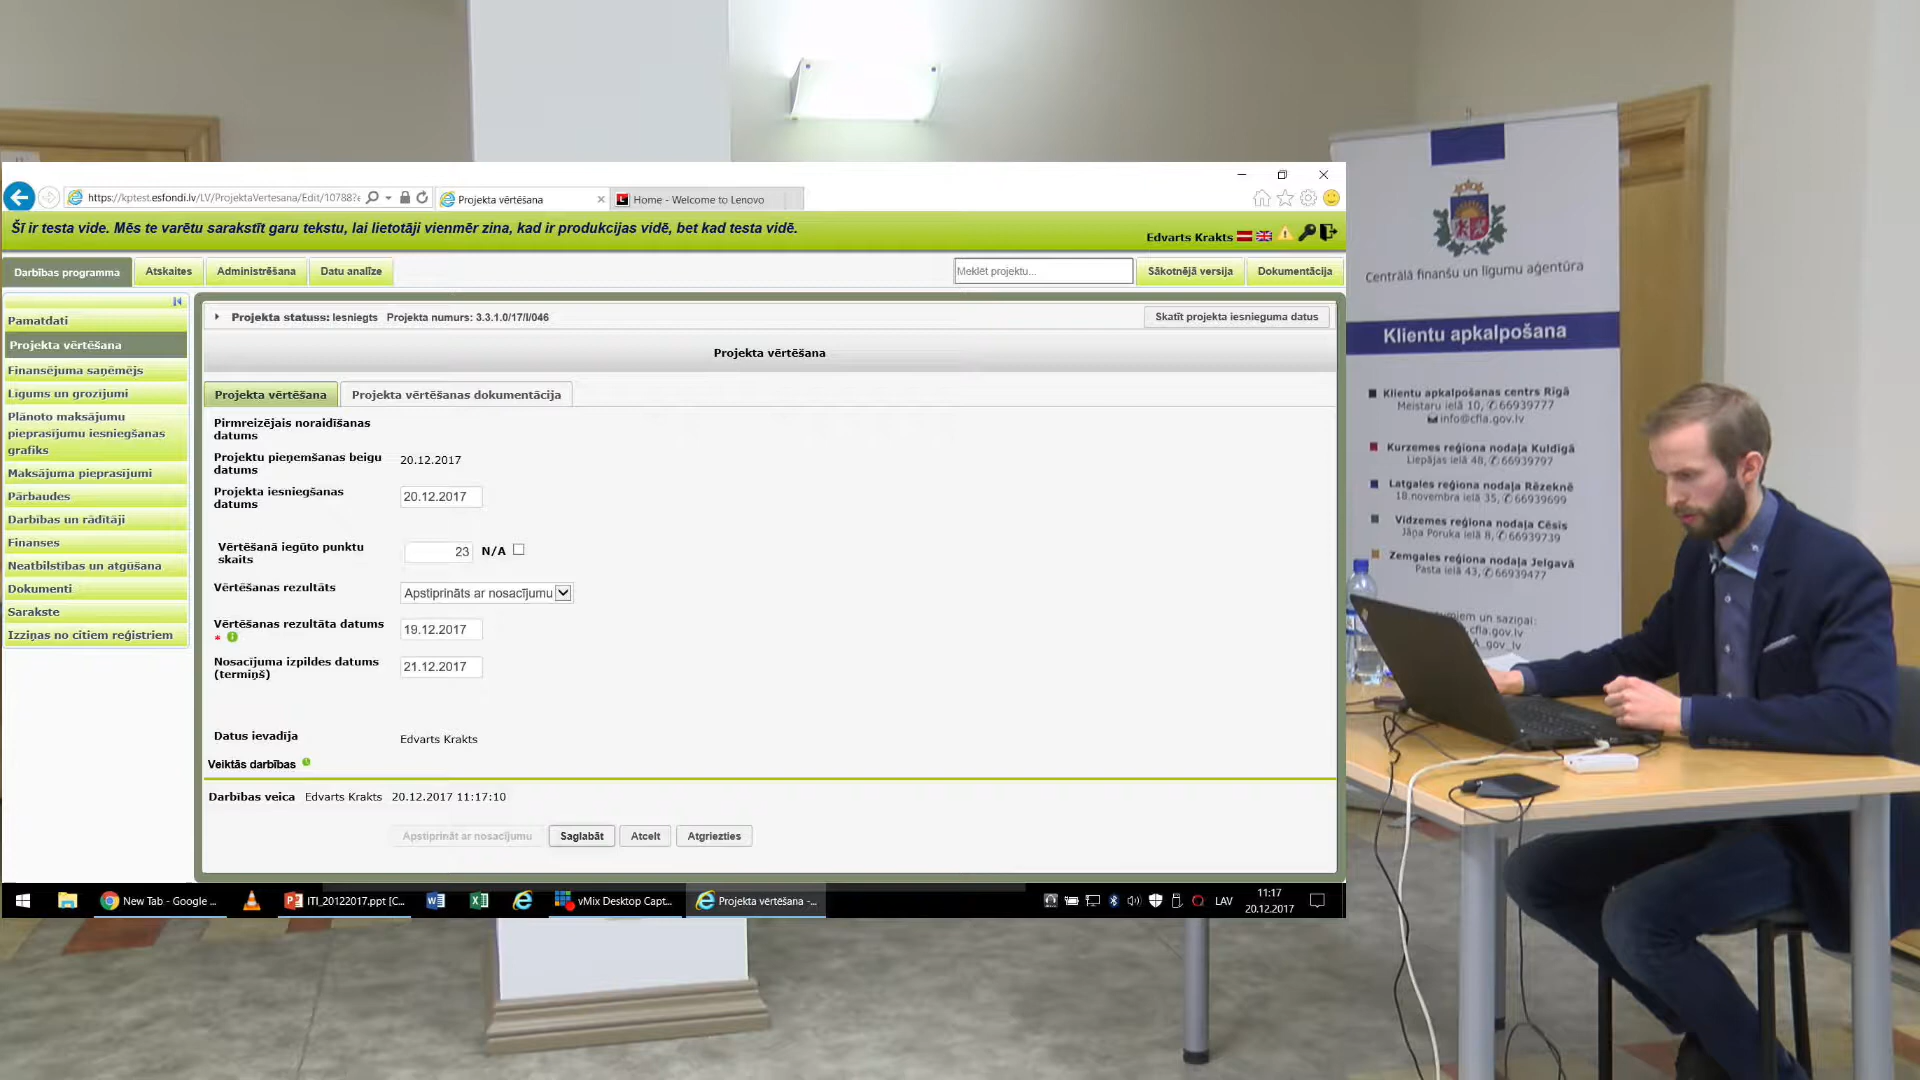 https://kptest.esfondi.lv/LV/ProjektaVertesana/Edit/10788?
Projekta vērtēšana
Home - Welcome to Lenovo
Šī ir testa vide. Mēs te varētu sarakstīt garu tekstu, lai lietotāji vienmēr zina, kad ir produkcijas vidē, bet kad testa vidē.
Edvarts Krakts
Darbības programma
Atskaites
Administrēšana
Datu analīze
Meklēt projektu...
Sākotnējā versija
Dokumentācija
Pamatdati
Projekta vērtēšana
Finansējuma saņēmējs
Līgums un grozījumi
Plānoto maksājumu
pieprasījumu iesniegšanas
grafiks
Maksājuma pieprasījumi
Pārbaudes
Darbības un rādītāji
Finanses
Neatbilstības un atgūšana
Dokumenti
Sarakste
Izziņas no citiem reģistriem
Projekta statuss: Iesniegts Projekta numurs: 3.3.1.0/17/I/046
Skatīt projekta iesnieguma datus
Projekta vērtēšana
Projekta vērtēšana
Projekta vērtēšanas dokumentācija
Pirmreizējais noraidīšanas
datums
Projektu pieņemšanas beigu
datums
20.12.2017
Projekta iesniegšanas
datums
20.12.2017
Vērtēšanā iegūto punktu
skaits
23 N/A
Vērtēšanas rezultāts
Apstiprināts ar nosacījumu
Vērtēšanas rezultāta datums
*
19.12.2017
Nosacījuma izpildes datums
(termiņš)
21.12.2017
Datus ievadīja
Edvarts Krakts
Veiktās darbības
Darbības veica Edvarts Krakts 20.12.2017 11:17:10
Apstiprināt ar nosacījumu
Saglabāt
Atcelt
Atgriezties
New Tab - Google ...
ITI_20122017.ppt [C...
vMix Desktop Capt...
Projekta vērtēšana -...
LAV
11:17
20.12.2017
Centrālā finanšu un līgumu aģentūra
Klientu apkalpošana
Klientu apkalpošanas centrs Rīgā
Meistaru ielā 10, ✆ 66939777
info@cfla.gov.lv
Kurzemes reģiona nodaļa Kuldīgā
Liepājas ielā 48, ✆ 66939797
Latgales reģiona nodaļa Rēzeknē
18.novembra ielā 35, ✆ 66939699
Vidzemes reģiona nodaļa Cēsīs
Jāņa Poruka ielā 8, ✆ 66939739
Zemgales reģiona nodaļa Jelgavā
Pasta ielā 43, ✆ 66939477
un saziņai:
cfla.gov.lv
A_gov_lv